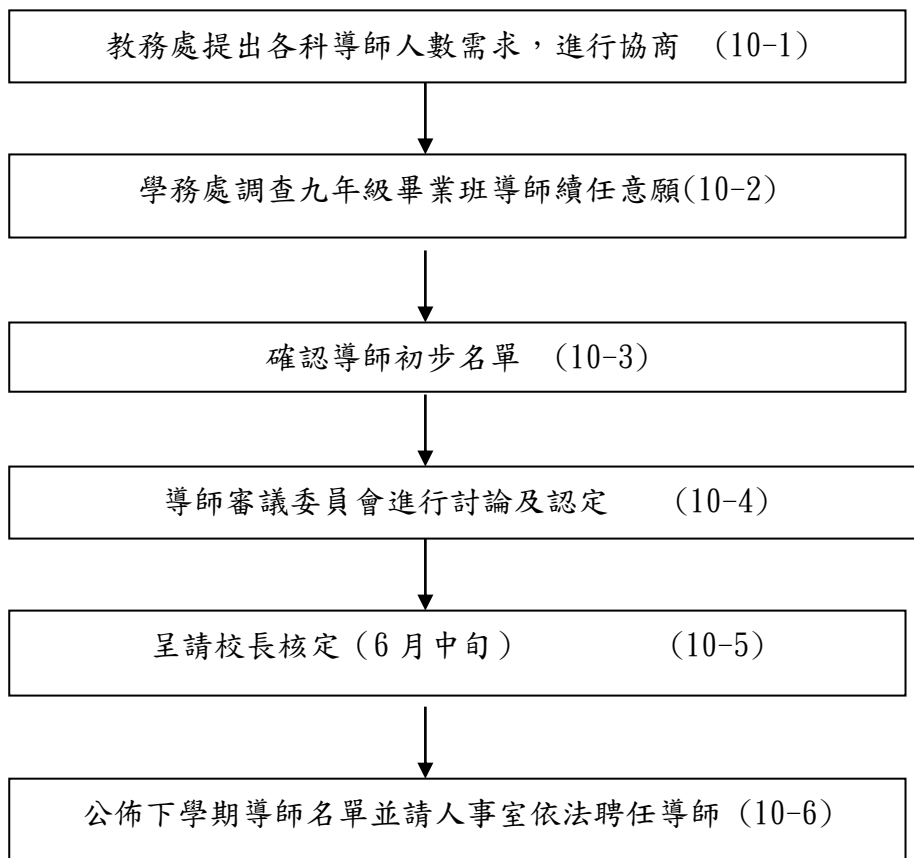 教務處提出各科導師人數需求，進行協商 (10-1)
學務處調查九年級畢業班導師續任意願(10-2)
確認導師初步名單 (10-3)
導師審議委員會進行討論及認定 (10-4)
呈請校長核定（6月中旬） (10-5)
公佈下學期導師名單並請人事室依法聘任導師 (10-6)